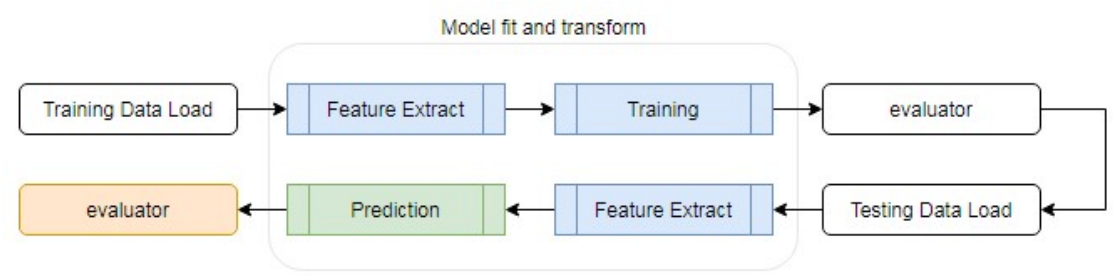 Model fit and transform
Training Data Load
Feature Extract
Training
evaluator
evaluator
Prediction
Feature Extract
Testing Data Load